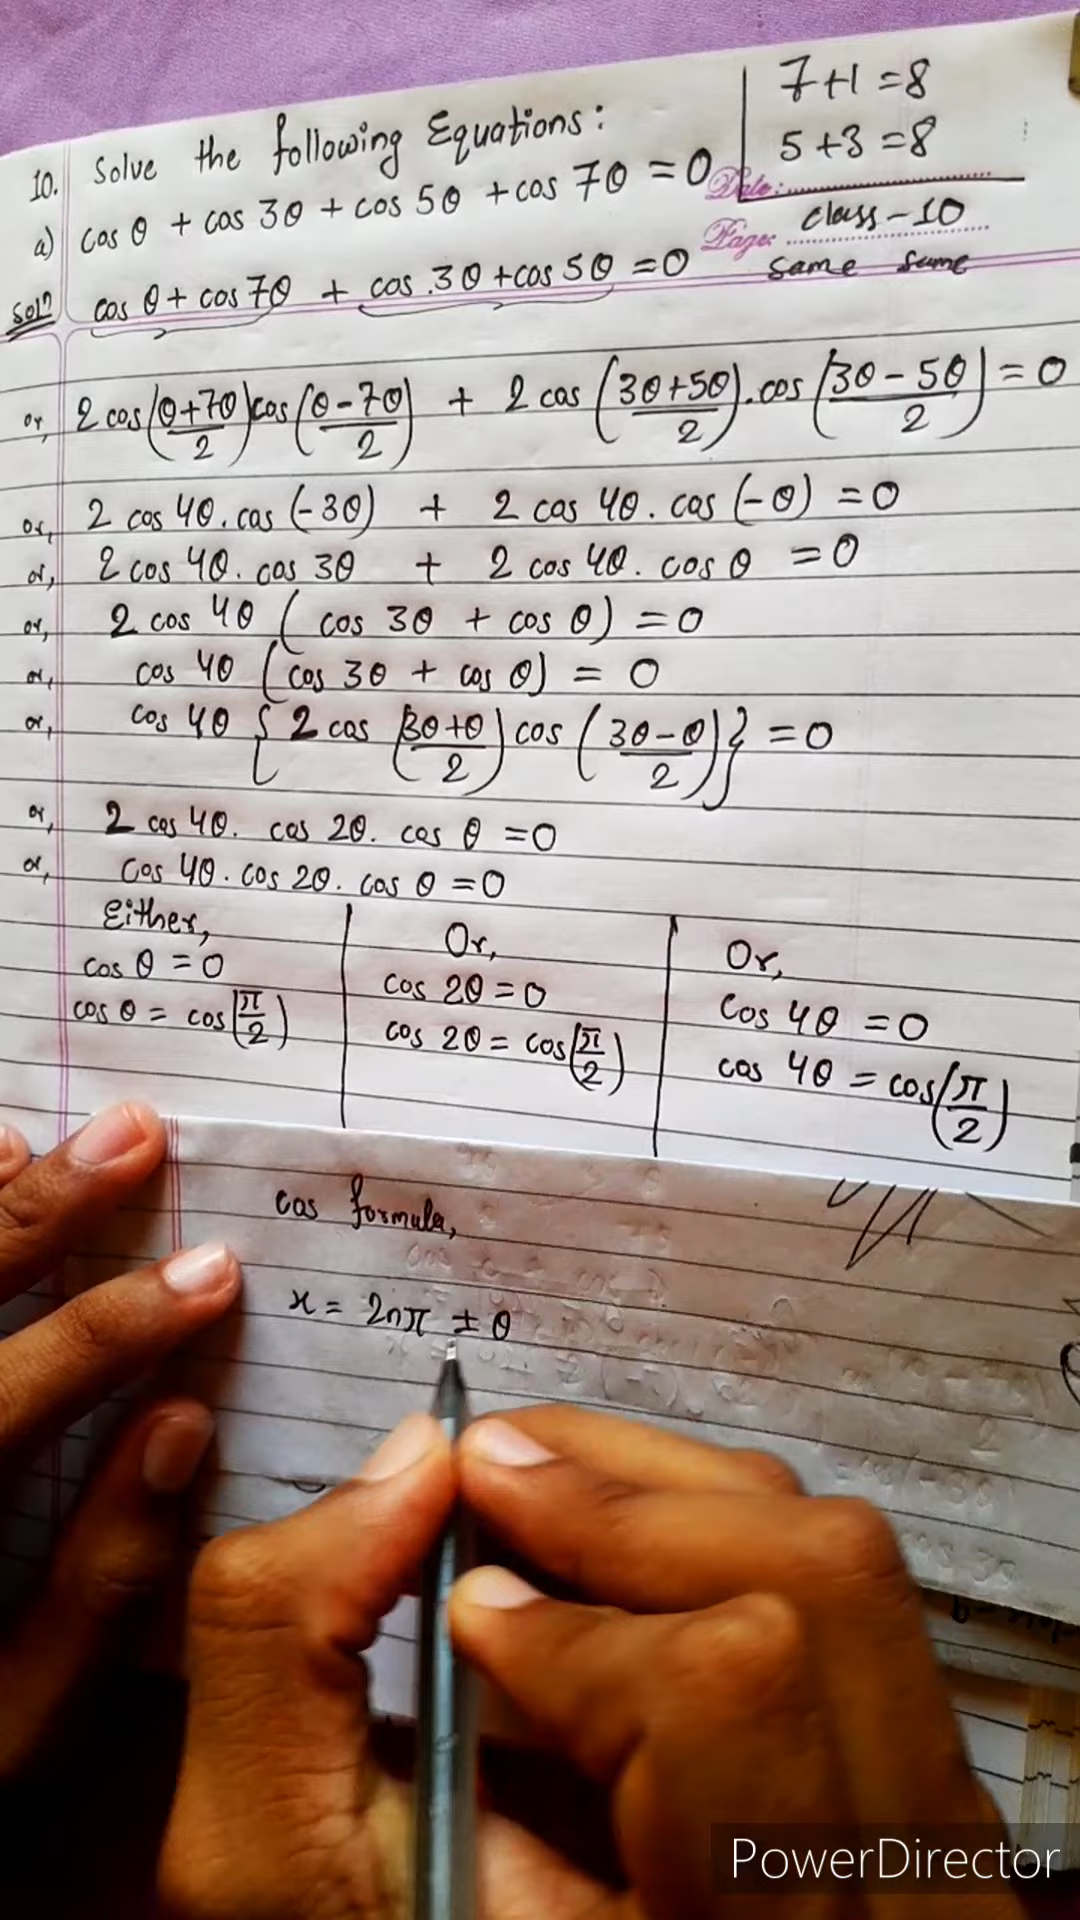 7+1 =8
5+3 =8
10. Solve the following Equations:
a) cos θ + cos 3θ + cos 5θ + cos 7θ = 0
Date:
class-10
Page:
same same
Solⁿ cos θ + cos 7θ + cos 3θ + cos 5θ = 0
or, 2 cos (θ+7θ/2) cos (θ-7θ/2) + 2 cos (3θ+5θ/2) . cos (3θ-5θ/2) = 0
or, 2 cos 4θ . cos (-3θ) + 2 cos 4θ . cos (-θ) = 0
or, 2 cos 4θ . cos 3θ + 2 cos 4θ . cos θ = 0
or, 2 cos 4θ ( cos 3θ + cos θ) = 0
or, cos 4θ (cos 3θ + cos θ) = 0
or, cos 4θ { 2 cos (3θ+θ/2) cos (3θ-θ/2)} = 0
or, 2 cos 4θ. cos 2θ. cos θ = 0
or, cos 4θ . cos 2θ . cos θ = 0
Either,
cos θ = 0
cos θ = cos(π/2)
Or,
cos 2θ = 0
cos 2θ = cos(π/2)
Or,
cos 4θ = 0
cos 4θ = cos(π/2)
cos formula,
x = 2nπ ± θ
PowerDirector